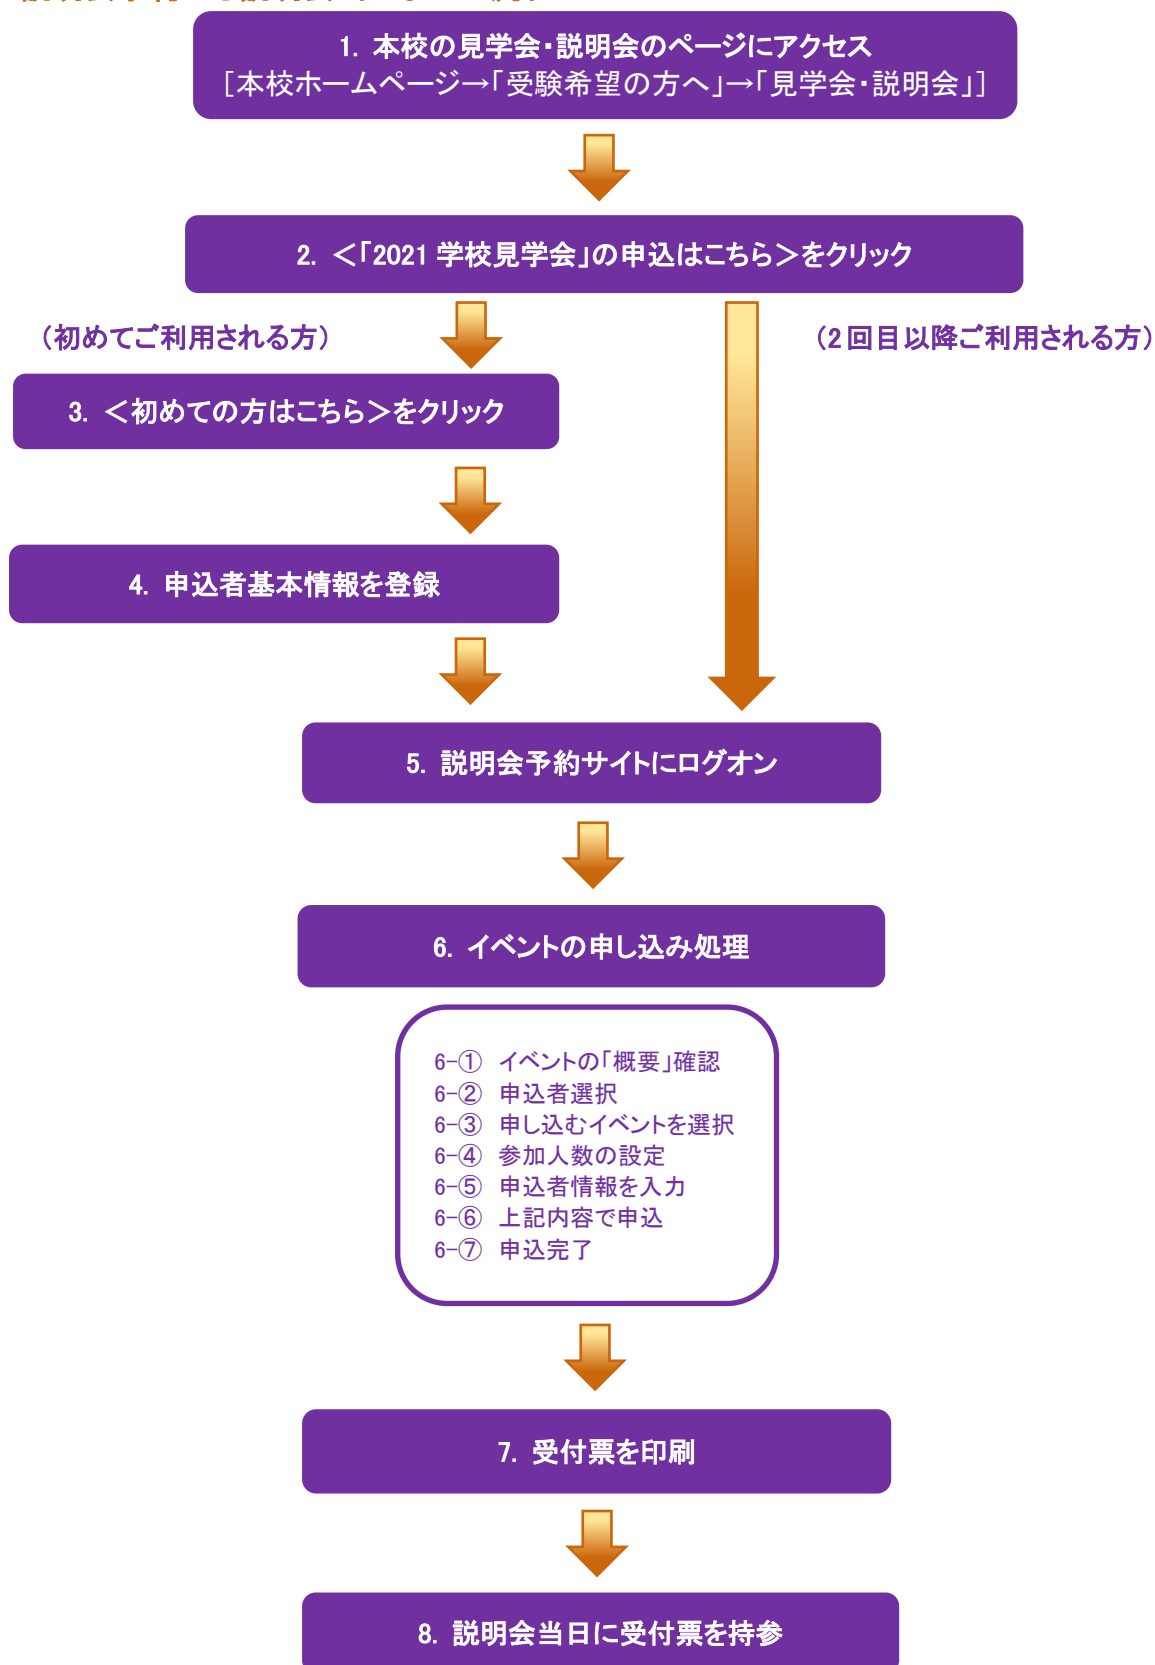 1. 本校の見学会・説明会のページにアクセス
[本校ホームページ→「受験希望の方へ」→「見学会・説明会」]
2. ＜「2021 学校見学会」の申込はこちら＞をクリック
（初めてご利用される方）
（2回目以降ご利用される方）
3. ＜初めての方はこちら＞をクリック
4. 申込者基本情報を登録
5. 説明会予約サイトにログオン
6. イベントの申し込み処理
6-① イベントの「概要」確認
6-② 申込者選択
6-③ 申し込むイベントを選択
6-④ 参加人数の設定
6-⑤ 申込者情報を入力
6-⑥ 上記内容で申込
6-⑦ 申込完了
7. 受付票を印刷
8. 説明会当日に受付票を持参